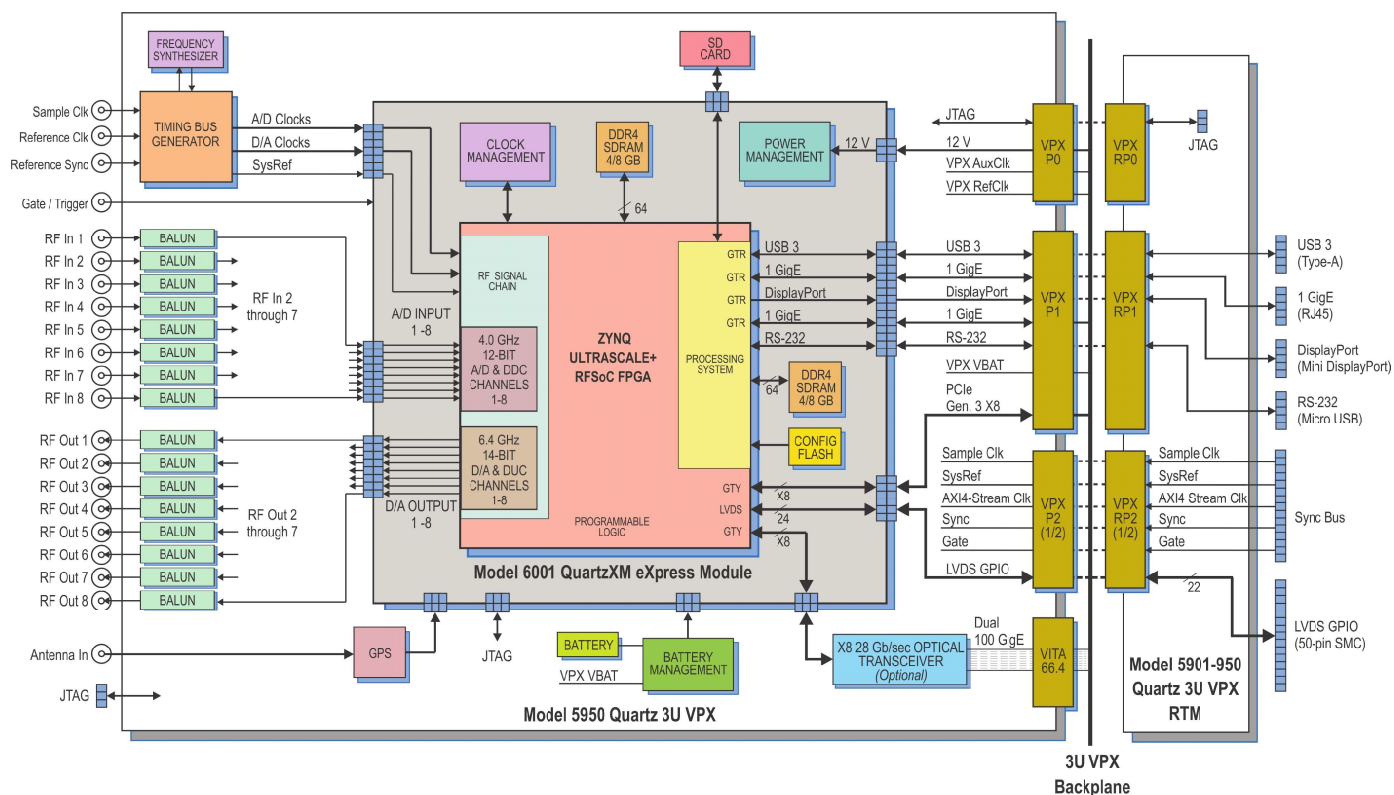 FREQUENCY
SYNTHESIZER
SD
CARD
Sample Clk
Reference Clk
Reference Sync
Gate / Trigger
TIMING BUS
GENERATOR
A/D Clocks
D/A Clocks
SysRef
CLOCK
MANAGEMENT
DDR4
SDRAM
4/8 GB
64
POWER
MANAGEMENT
12 V
JTAG
12 V
VPX AuxClk
VPX RefClk
VPX
P0
VPX
RP0
JTAG
RF In 1
RF In 2
RF In 3
RF In 4
RF In 5
RF In 6
RF In 7
RF In 8
BALUN
BALUN
BALUN
BALUN
BALUN
BALUN
BALUN
BALUN
RF In 2
through 7
A/D INPUT
1 -8
RF SIGNAL
CHAIN
4.0 GHz
12-BIT
A/D & DDC
CHANNELS
1-8
6.4 GHz
14-BIT
D/A & DUC
CHANNELS
1-8
ZYNQ
ULTRASCALE+
RFSoC FPGA
PROCESSING
SYSTEM
PROGRAMMABLE
LOGIC
GTR
GTR
GTR
GTR
USB 3
1 GigE
DisplayPort
1 GigE
RS-232
64
DDR4
SDRAM
4/8 GB
CONFIG
FLASH
GTY
LVDS
GTY
X8
24
X8
USB 3
1 GigE
DisplayPort
1 GigE
RS-232
VPX VBAT
PCIe
Gen. 3 X8
VPX
P1
VPX
RP1
USB 3
(Type-A)
1 GigE
(RJ45)
DisplayPort
(Mini DisplayPort)
RS-232
(Micro USB)
RF Out 1
RF Out 2
RF Out 3
RF Out 4
RF Out 5
RF Out 6
RF Out 7
RF Out 8
BALUN
BALUN
BALUN
BALUN
BALUN
BALUN
BALUN
BALUN
RF Out 2
through 7
D/A OUTPUT
1 -8
Model 6001 QuartzXM eXpress Module
Sample Clk
SysRef
AXI4-Stream Clk
Sync
Gate
LVDS GPIO
VPX
P2
(1/2)
VPX
RP2
(1/2)
Sample Clk
SysRef
AXI4 Stream Clk
Sync
Gate
22
Sync Bus
LVDS GPIO
(50-pin SMC)
Antenna In
GPS
JTAG
BATTERY
VPX VBAT
BATTERY
MANAGEMENT
X8 28 Gb/sec OPTICAL
TRANSCEIVER
(Optional)
Dual
100 GgE
VITA
66.4
JTAG
Model 5950 Quartz 3U VPX
Model 5901-950
Quartz 3U VPX
RTM
3U VPX
Backplane